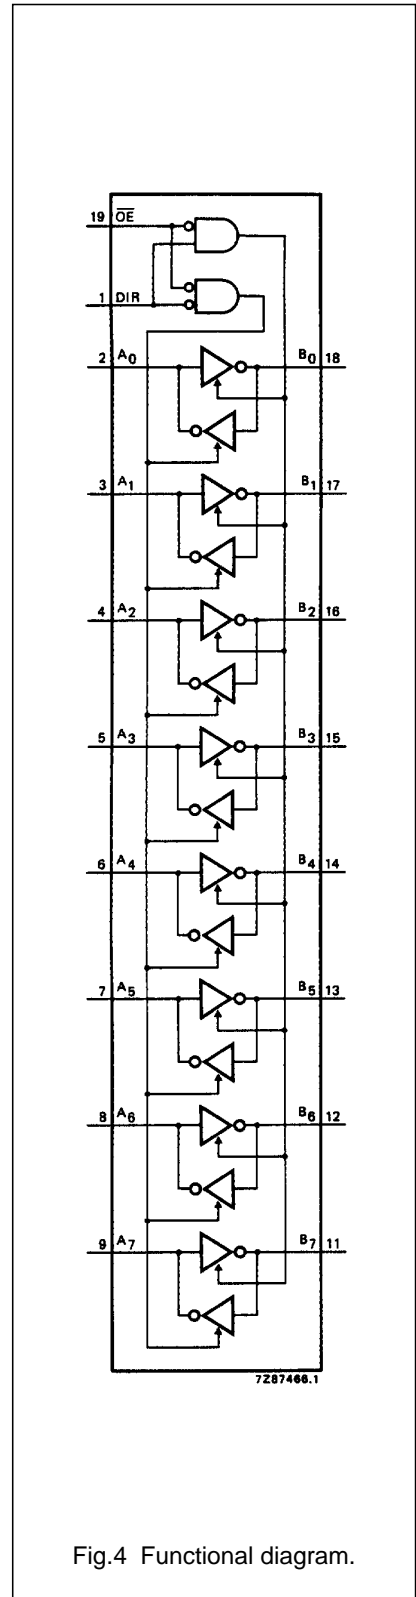 19 OE
1 DIR
2 A0 B0 18
3 A1 B1 17
4 A2 B2 16
5 A3 B3 15
6 A4 B4 14
7 A5 B5 13
8 A6 B6 12
9 A7 B7 11
7Z87466.1
Fig.4 Functional diagram.